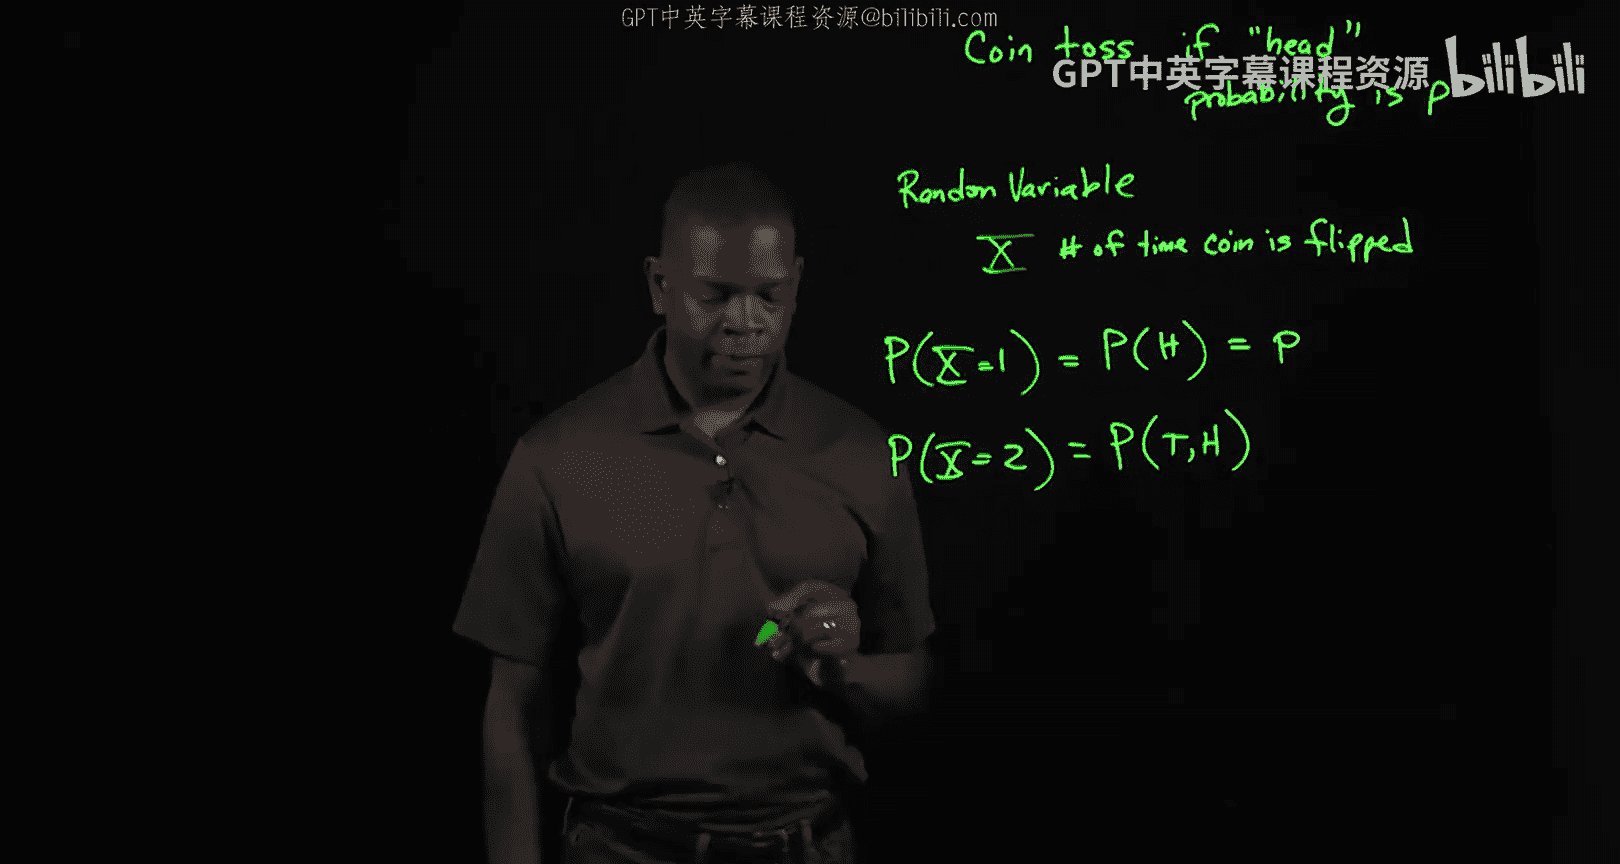 GPT中英字幕课程资源@bilibili.com
Coin toss if "head"
GPT中英字幕课程资源 bilibili
probability is p
Random Variable
X # of time coin is flipped
P(X=1) = P(H) = p
P(X=2) = P(T,H)